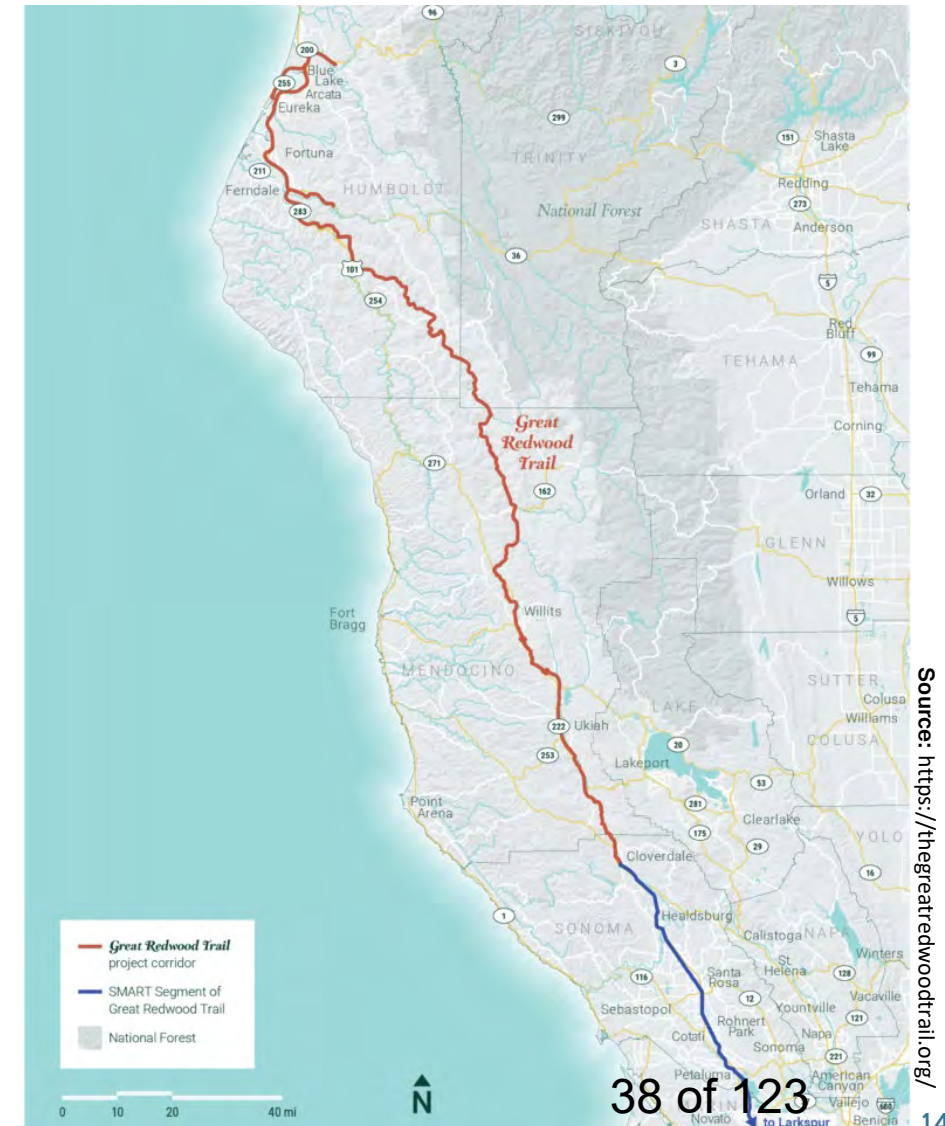 96
SISKIYOU
200
3
Blue
Lake
255
Arcata
Eureka
299
TRINITY
151
Shasta
Lake
Fortuna
211
Redding
Ferndale
HUMBOLDT
273
283
National Forest
SHASTA
Anderson
36
101
5
254
Red
Bluff
99
TEHAMA
Tehama
Great
Redwood
Trail
Corning
271
162
Orland
32
GLENN
Willows
Fort
Bragg
Willits
5
MENDOCINO
SUTTER
LAKE
Colusa
Williams
222
Ukiah
COLUSA
253
20
Lakeport
53
281
Point
Arena
Clearlake
175
29
YOLO
Cloverdale
16
1
Healdsburg
SONOMA
Calistoga
NAPA
Winters
St.
Helena
116
Santa
Rosa
128
12
Vacaville
Sebastopol
Yountville
121
Rohnert
Park
Napa
Cotati
Sonoma
221
Petaluma
American
Canyon
38 of 123
RIN
Vallejo
680
Novato
to Larkspur
Benicia
Great Redwood Trail
project corridor
SMART Segment of
Great Redwood Trail
National Forest
0 10 20 40 mi
N
Source: https://thegreatredwoodtrail.org/
14